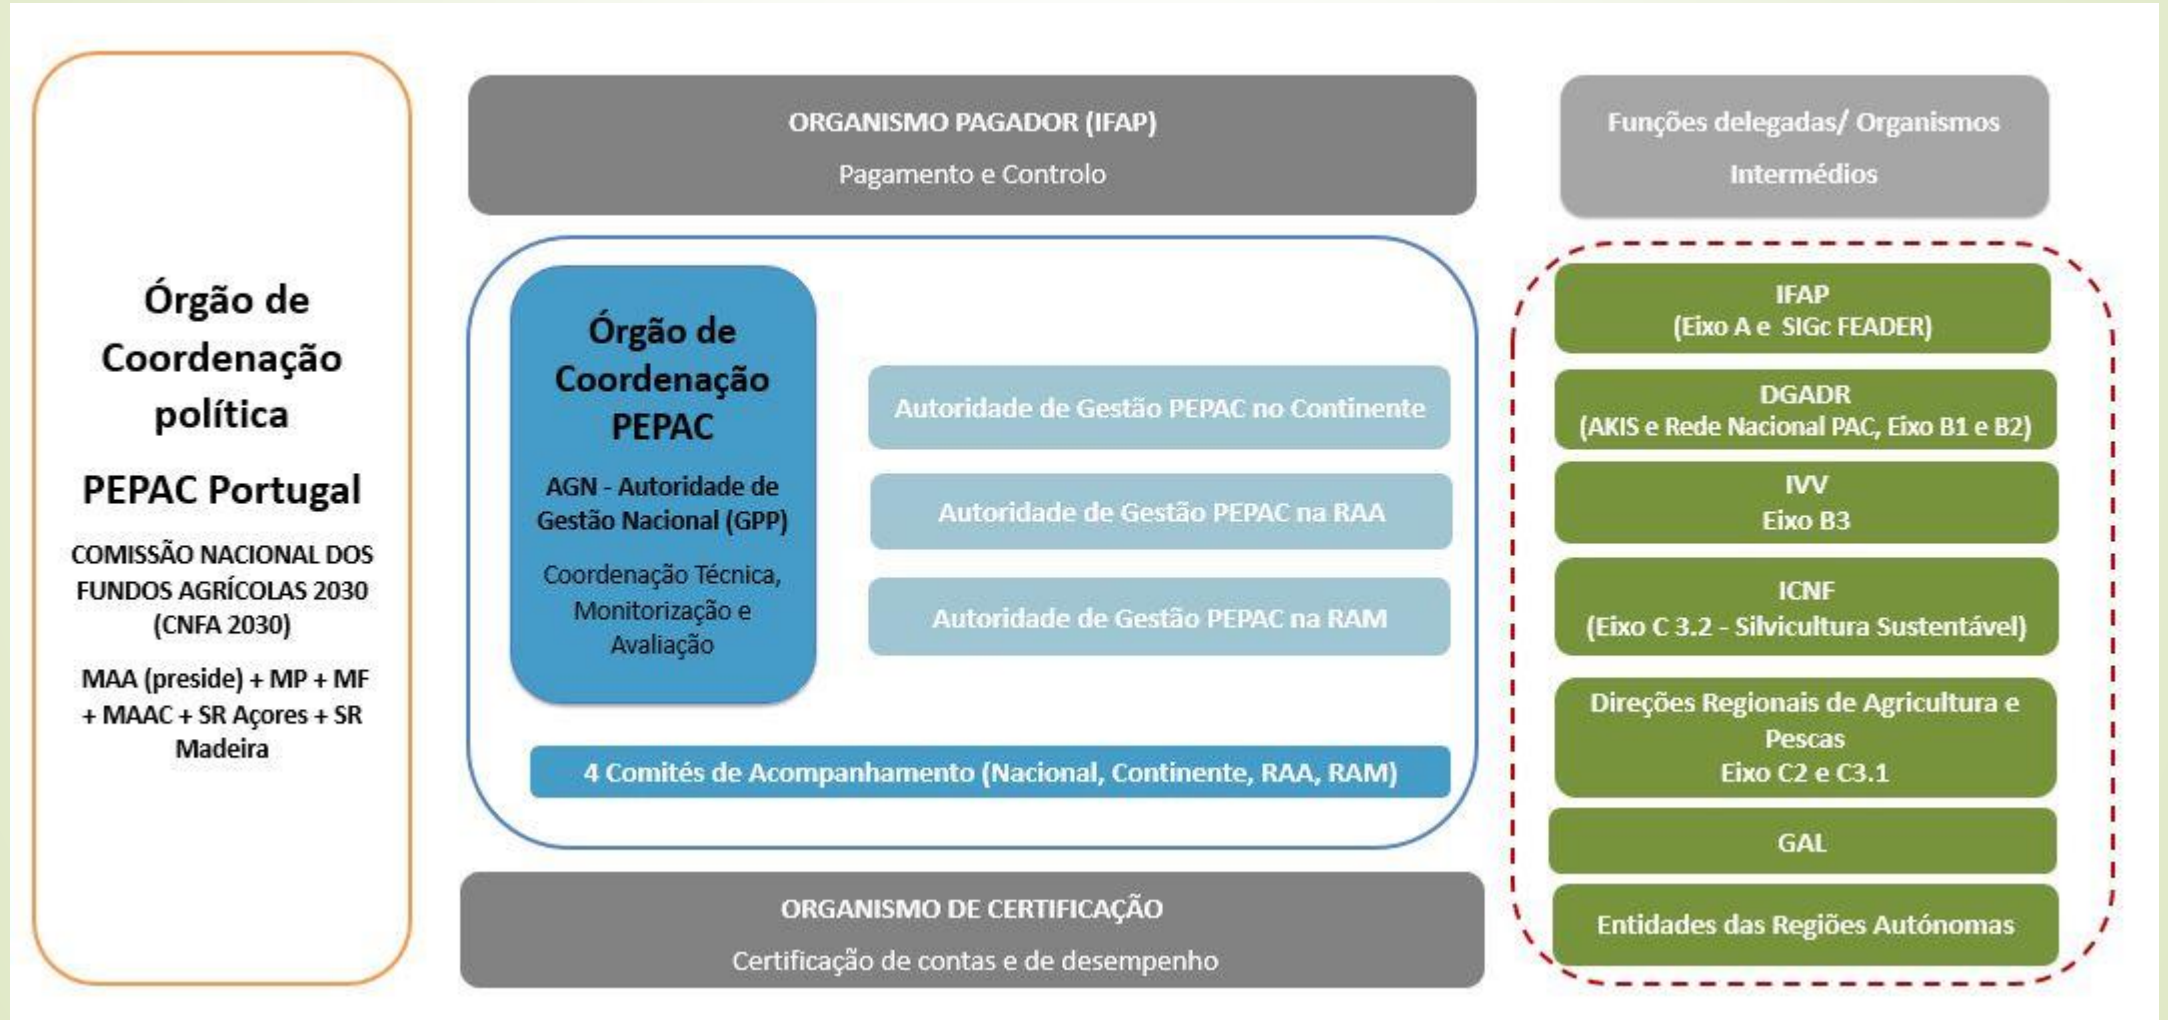 Órgão de
Coordenação
política
PEPAC Portugal
COMISSÃO NACIONAL DOS
FUNDOS AGRÍCOLAS 2030
(CNFA 2030)
MAA (preside) + MP + MF
+ MAAC + SR Açores + SR
Madeira
ORGANISMO PAGADOR (IFAP)
Pagamento e Controlo
Órgão de
Coordenação
PEPAC
AGN - Autoridade de
Gestão Nacional (GPP)
Coordenação Técnica,
Monitorização e
Avaliação
Autoridade de Gestão PEPAC no Continente
Autoridade de Gestão PEPAC na RAA
Autoridade de Gestão PEPAC na RAM
4 Comités de Acompanhamento (Nacional, Continente, RAA, RAM)
ORGANISMO DE CERTIFICAÇÃO
Certificação de contas e de desempenho
Funções delegadas/ Organismos
Intermédios
IFAP
(Eixo A e SIGc FEADER)
DGADR
(AKIS e Rede Nacional PAC, Eixo B1 e B2)
IVV
Eixo B3
ICNF
(Eixo C 3.2 - Silvicultura Sustentável)
Direções Regionais de Agricultura e
Pescas
Eixo C2 e C3.1
GAL
Entidades das Regiões Autónomas